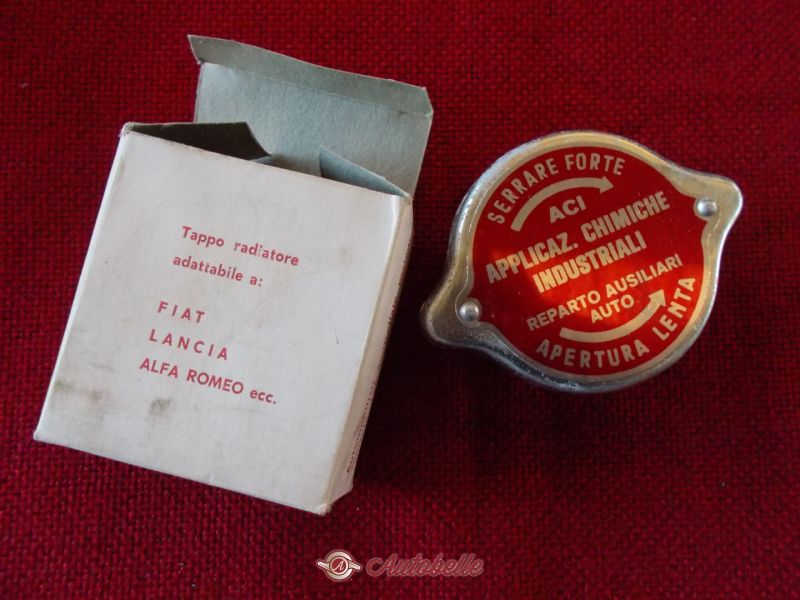 Tappo radiatore
adattabile a:
FIAT
LANCIA
ALFA ROMEO ecc.
SERRARE FORTE
ACI
APPLICAZ. CHIMICHE
INDUSTRIALI
REPARTO AUSILIARI
AUTO
APERTURA LENTA
Autobelle